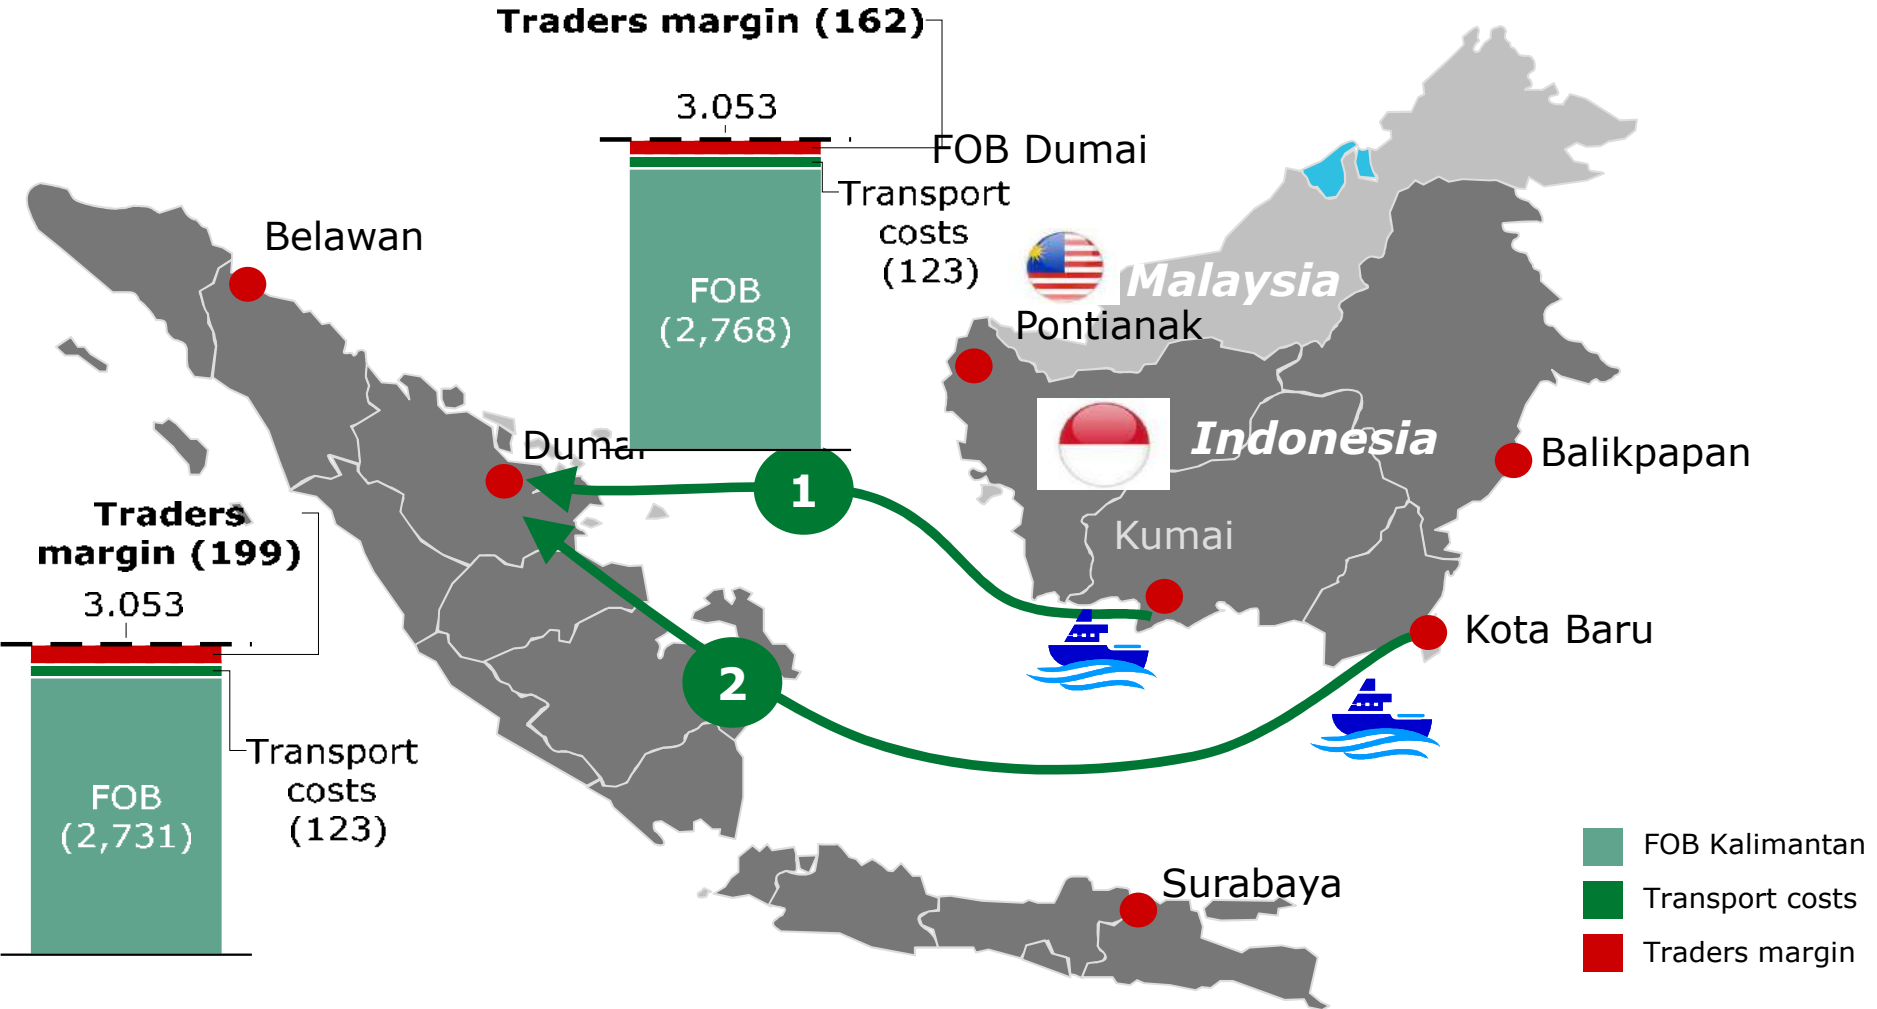 Traders margin (162)
3.053
FOB Dumai
Transport
costs
(123)
FOB
(2,768)
Belawan
Malaysia
Pontianak
Indonesia
Balikpapan
Dumai
1
Kumai
Kota Baru
2
Traders
margin (199)
3.053
Transport
costs
(123)
FOB
(2,731)
Surabaya
FOB Kalimantan
Transport costs
Traders margin